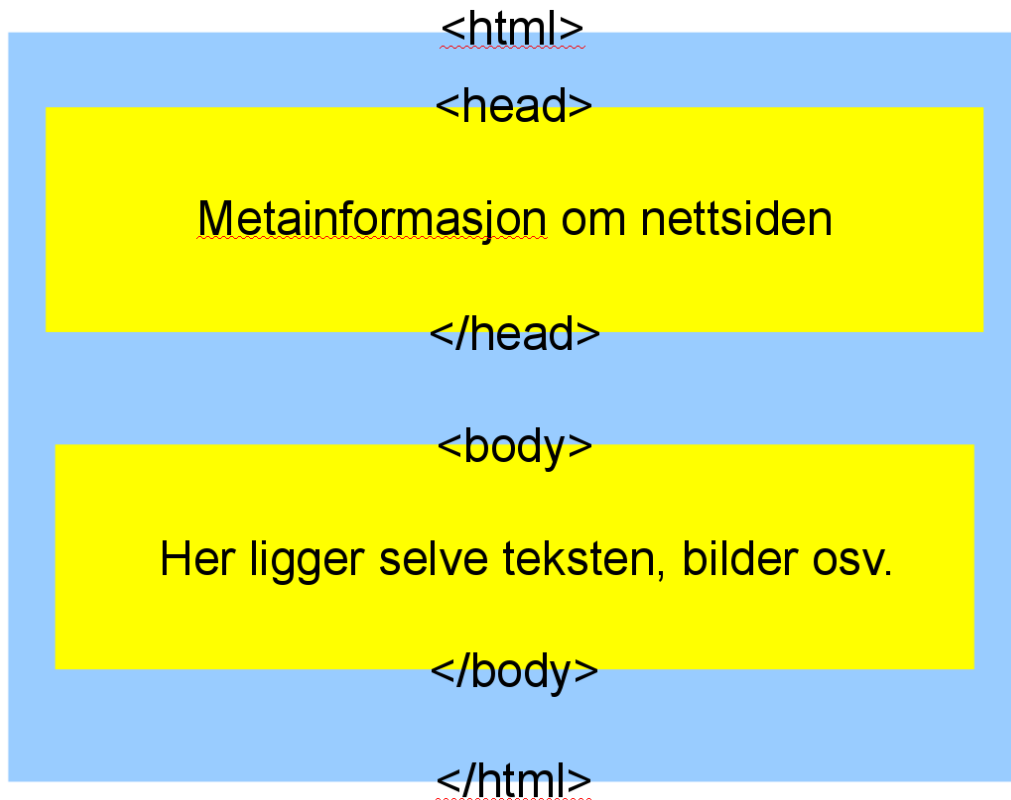 <html>
<head>
Metainformasjon om nettsiden
</head>
<body>
Her ligger selve teksten, bilder osv.
</body>
</html>